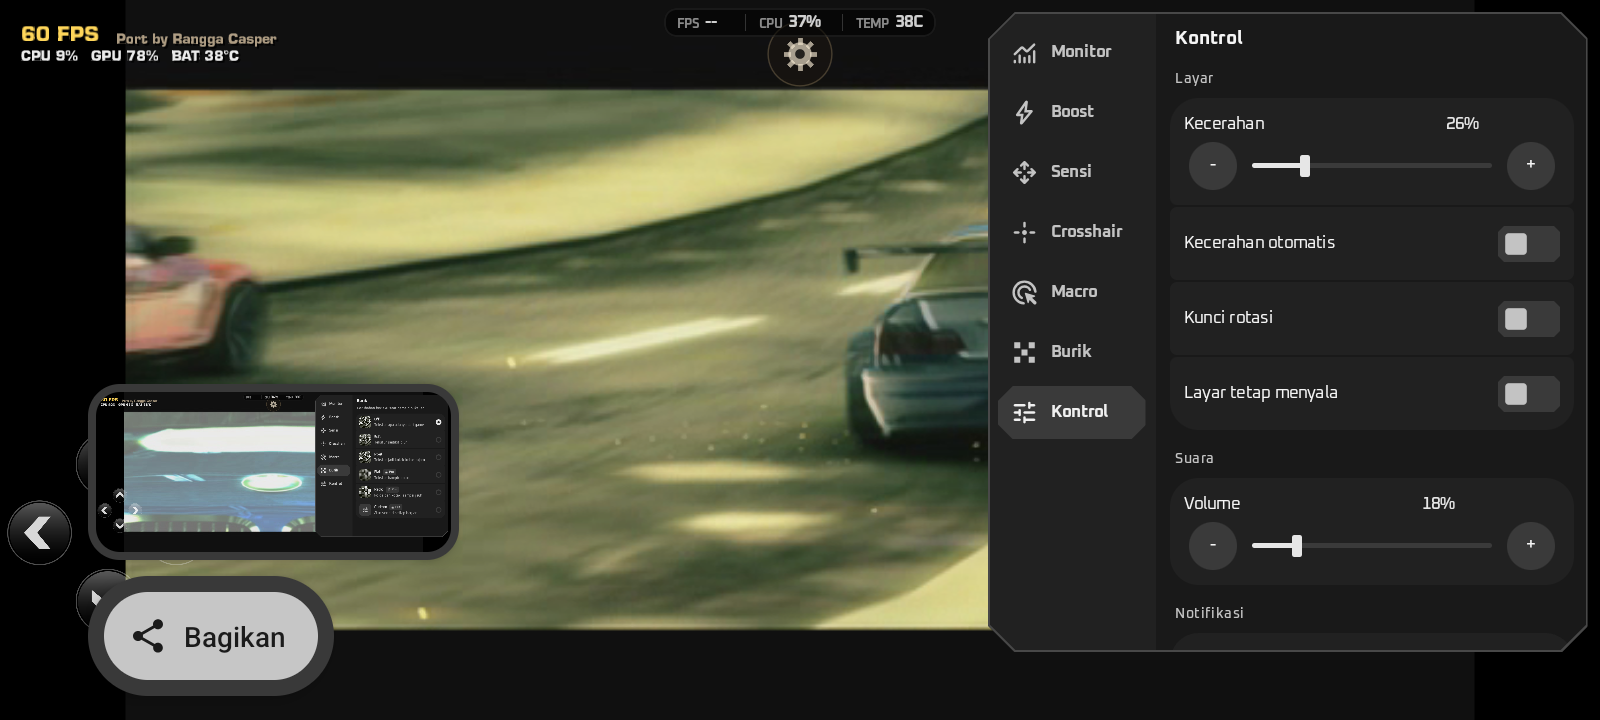 60 FPS Port by Rangga Casper
CPU 9% GPU 78% BAT 38°C
FPS -- CPU 37% TEMP 38C
Monitor
Boost
Sensi
Crosshair
Macro
Burik
Kontrol
Kontrol
Layar
Kecerahan 26%
- +
Kecerahan otomatis
Kunci rotasi
Layar tetap menyala
Suara
Volume 18%
- +
Notifikasi
Bagikan